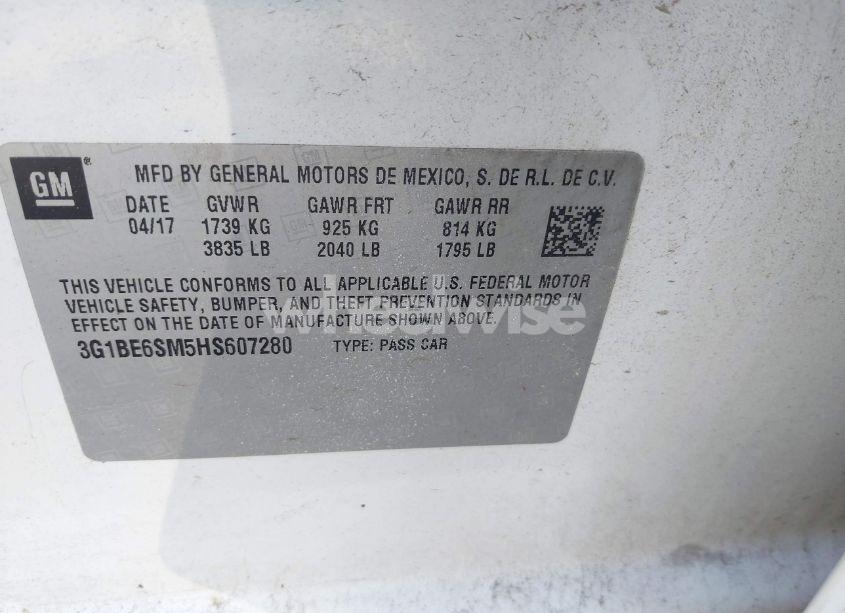 GM®
MFD BY GENERAL MOTORS DE MEXICO, S. DE R.L. DE C.V.
DATE GVWR GAWR FRT GAWR RR
04/17 1739 KG 925 KG 814 KG
3835 LB 2040 LB 1795 LB
THIS VEHICLE CONFORMS TO ALL APPLICABLE U.S. FEDERAL MOTOR
VEHICLE SAFETY, BUMPER, AND THEFT PREVENTION STANDARDS IN
EFFECT ON THE DATE OF MANUFACTURE SHOWN ABOVE.
wheelwise
3G1BE6SM5HS607280 TYPE: PASS CAR